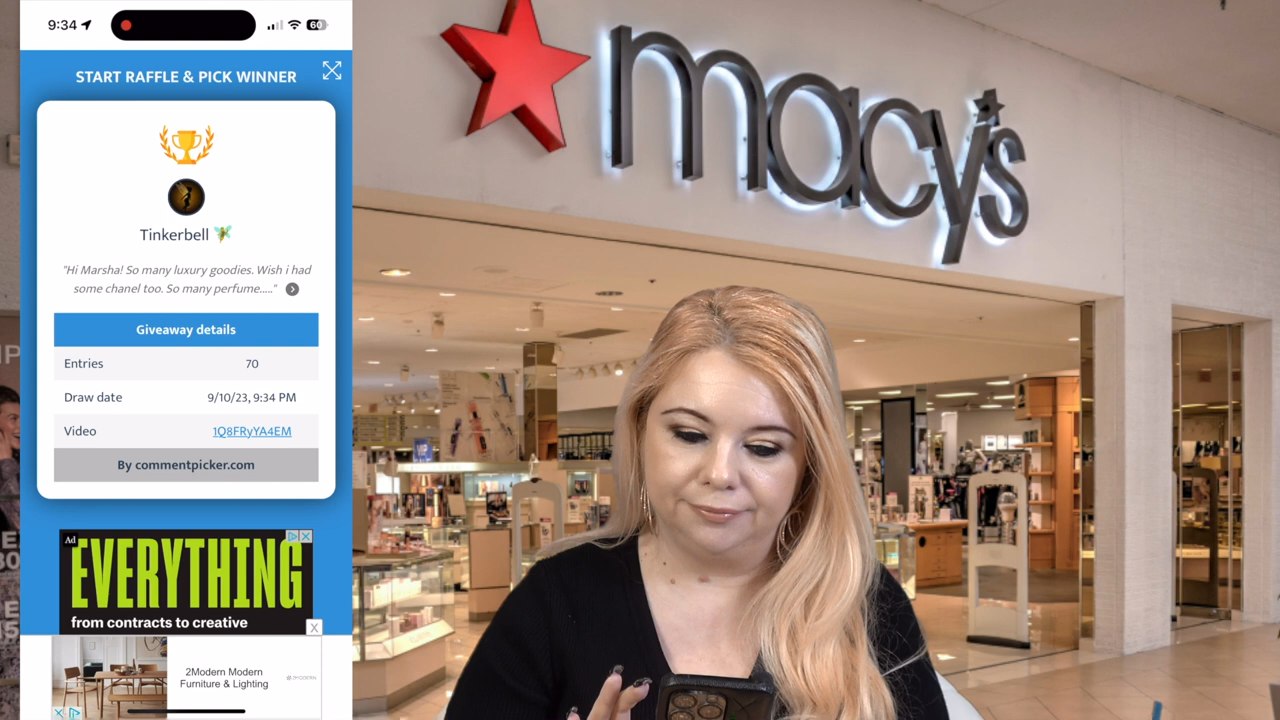 9:34
60
START RAFFLE & PICK WINNER
Tinkerbell
"Hi Marsha! So many luxury goodies. Wish i had
some chanel too. So many perfume....."
Giveaway details
Entries 70
Draw date 9/10/23, 9:34 PM
Video 1Q8FRyYA4EM
By commentpicker.com
Ad
EVERYTHING
from contracts to creative
X
2Modern Modern
Furniture & Lighting
macy's